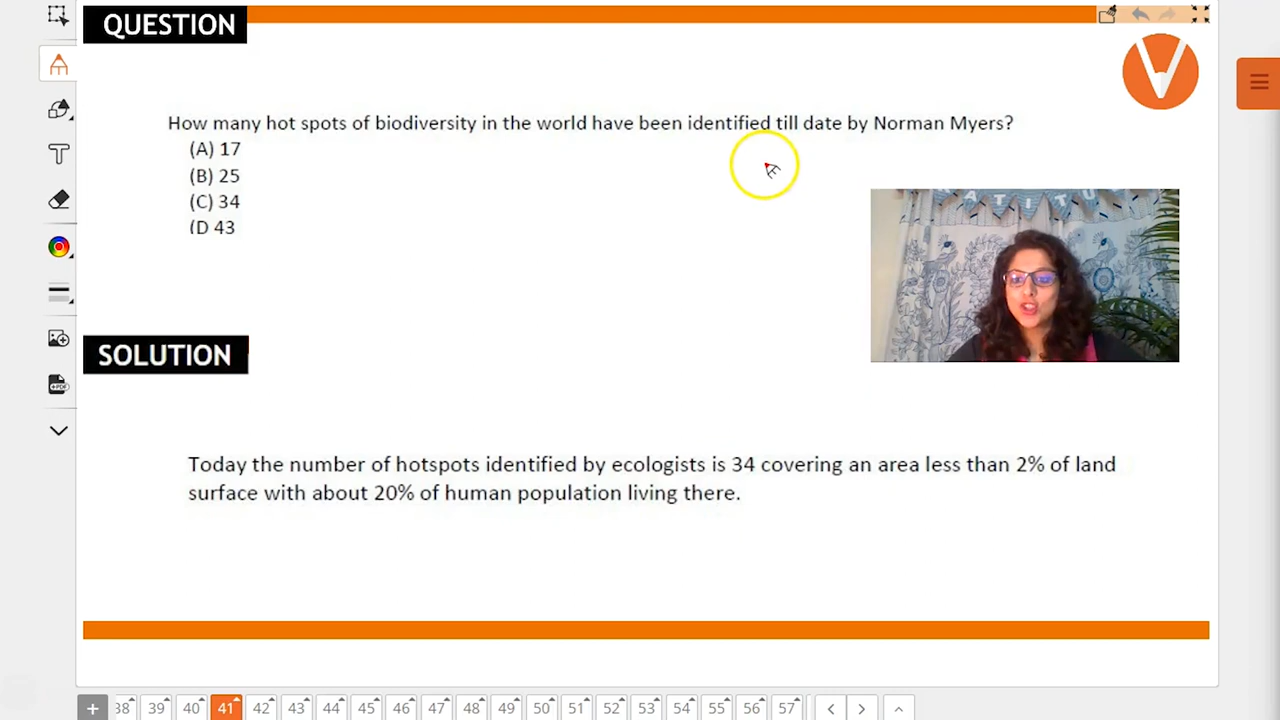 QUESTION
How many hot spots of biodiversity in the world have been identified till date by Norman Myers?
(A) 17
(B) 25
(C) 34
(D 43
ATITU
SOLUTION
Today the number of hotspots identified by ecologists is 34 covering an area less than 2% of land
surface with about 20% of human population living there.
38 39 40 41 42 43 44 45 46 47 48 49 50 51 52 53 54 55 56 57